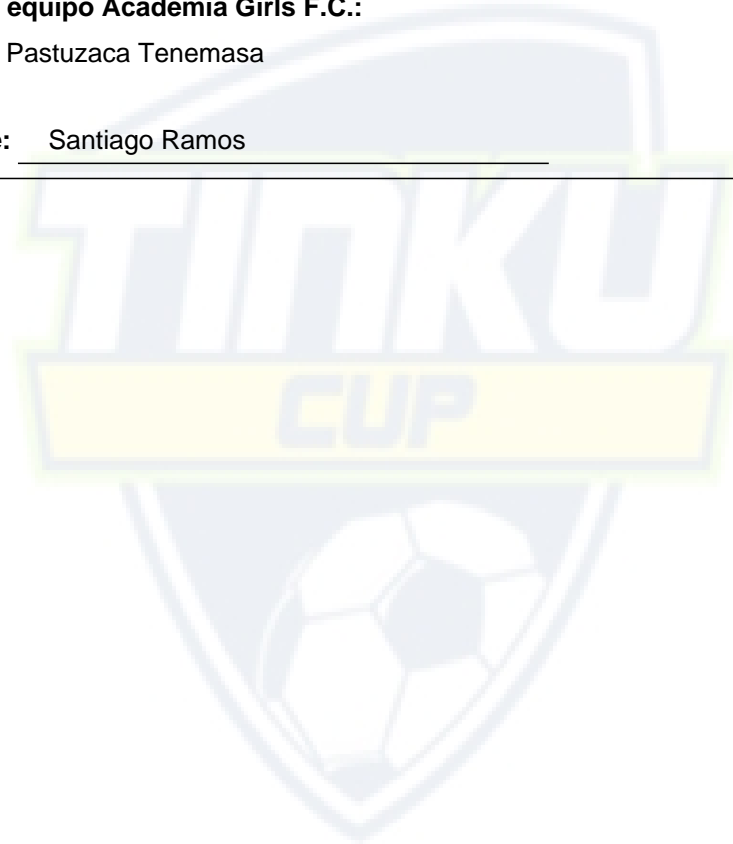 equipo Academia Girls F.C.:
Pastuzaca Tenemasa
: Santiago Ramos
TINKU
CUP